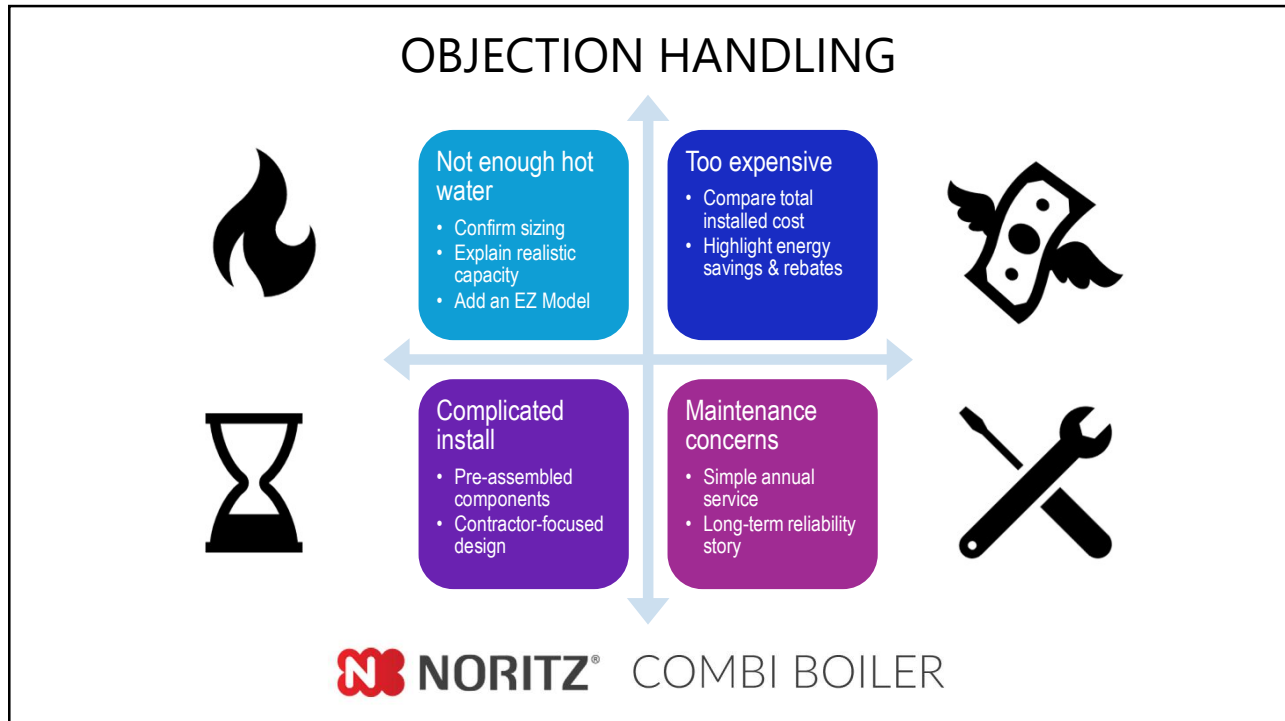 OBJECTION HANDLING
Not enough hot
water
• Confirm sizing
• Explain realistic
capacity
• Add an EZ Model
Too expensive
• Compare total
installed cost
• Highlight energy
savings & rebates
Complicated
install
• Pre-assembled
components
• Contractor-focused
design
Maintenance
concerns
• Simple annual
service
• Long-term reliability
story
N NORITZ® COMBI BOILER